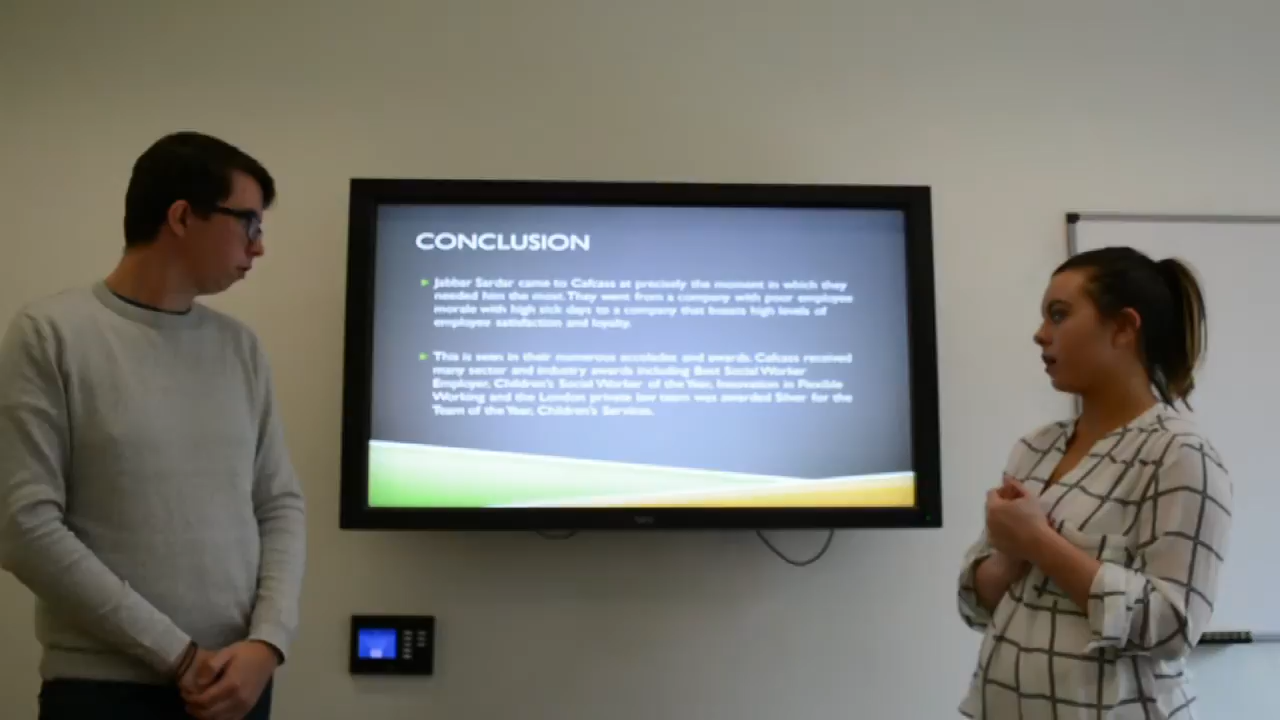 CONCLUSION
Jabbar Sardar came to Cafcass at precisely the moment in which they
needed him the most. They went from a company with poor employee
morale with high sick days to a company that boasts high levels of
employee satisfaction and loyalty.
This is seen in their numerous accolades and awards. Cafcass received
many sector and industry awards including Best Social Worker
Employer, Children's Social Worker of the Year, Innovation in Flexible
Working and the London private law team was awarded Silver for the
Team of the Year, Children's Services.